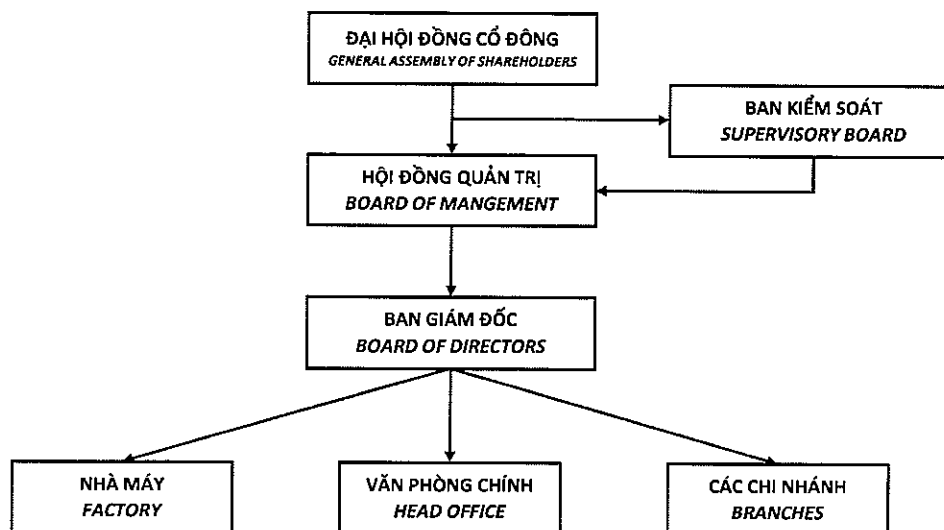 ĐẠI HỘI ĐỒNG CỔ ĐÔNG
GENERAL ASSEMBLY OF SHAREHOLDERS
BAN KIỂM SOÁT
SUPERVISORY BOARD
HỘI ĐỒNG QUẢN TRỊ
BOARD OF MANGEMENT
BAN GIÁM ĐỐC
BOARD OF DIRECTORS
NHÀ MÁY
FACTORY
VĂN PHÒNG CHÍNH
HEAD OFFICE
CÁC CHI NHÁNH
BRANCHES